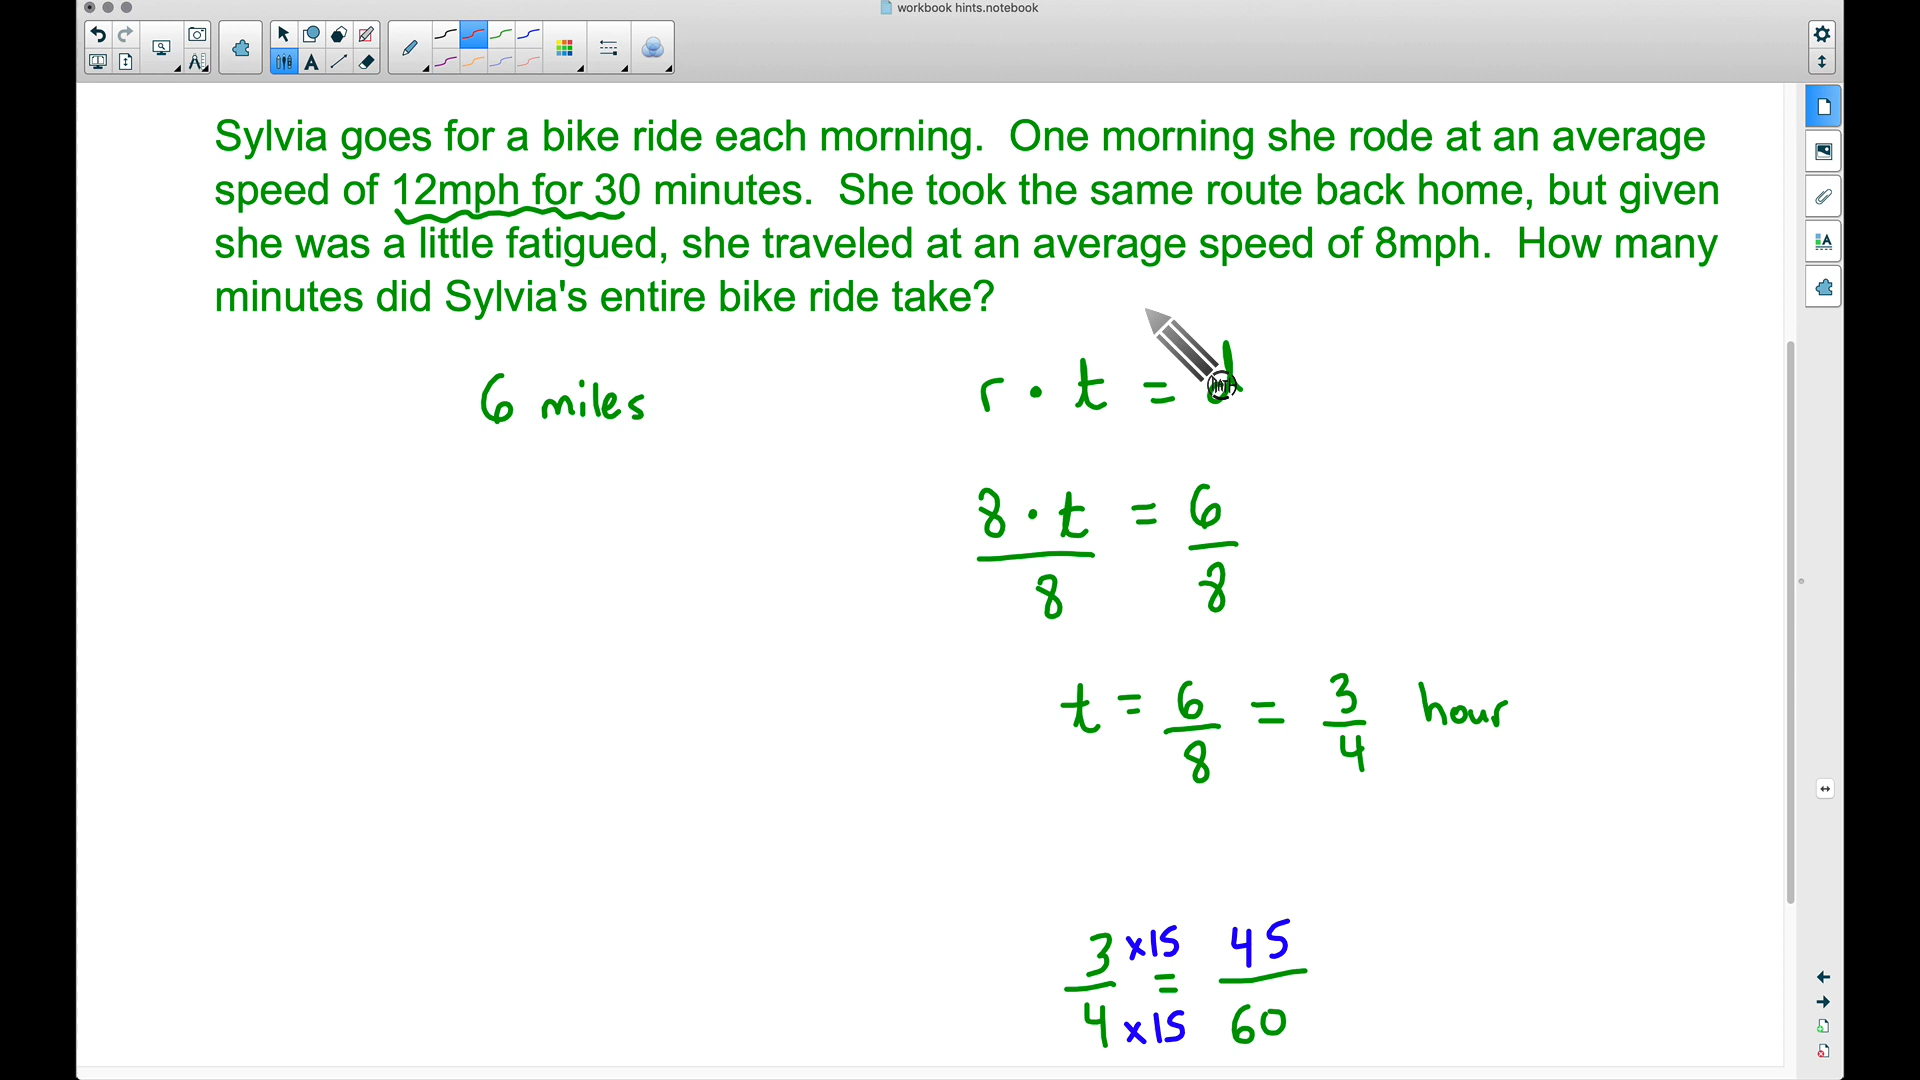 workbook hints.notebook
Sylvia goes for a bike ride each morning. One morning she rode at an average
speed of 12mph for 30 minutes. She took the same route back home, but given
she was a little fatigued, she traveled at an average speed of 8mph. How many
minutes did Sylvia's entire bike ride take?
6 miles
r · t = d
8 · t = 6
8 8
t = 6/8 = 3/4 hour
3 x15 = 45
4 x15 60